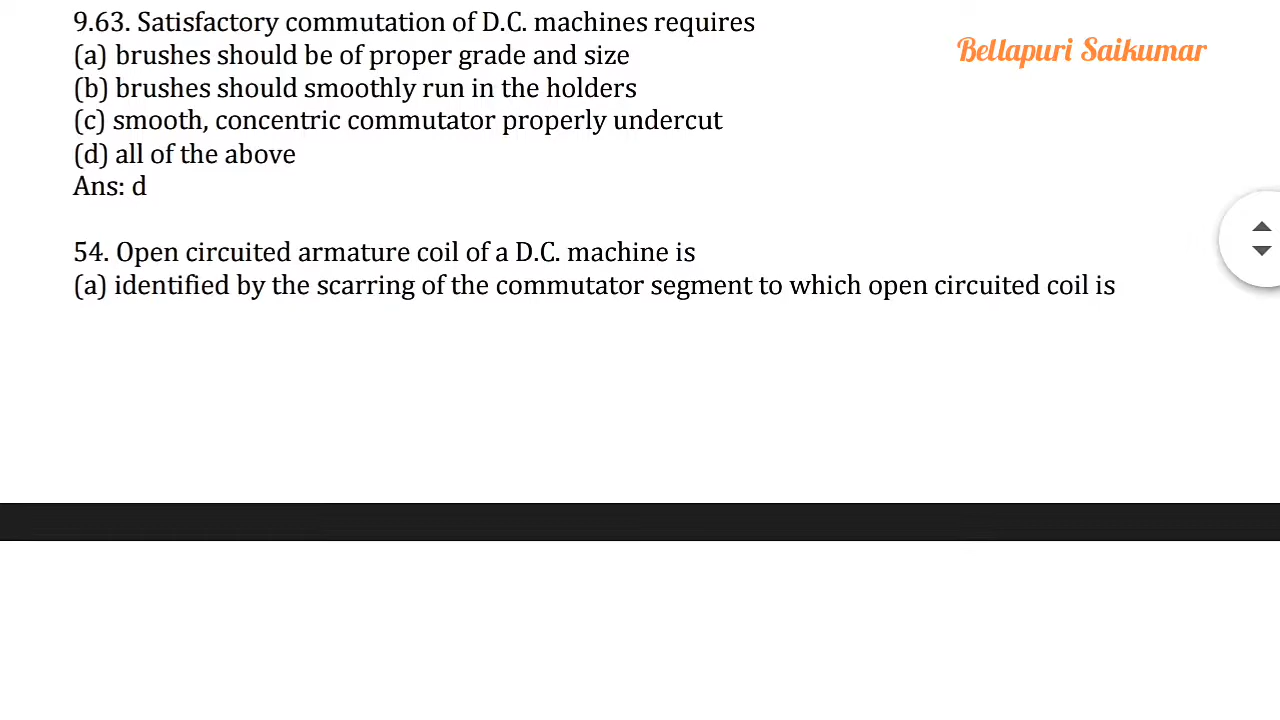 9.63. Satisfactory commutation of D.C. machines requires
Bellapuri Saikumar
(a) brushes should be of proper grade and size
(b) brushes should smoothly run in the holders
(c) smooth, concentric commutator properly undercut
(d) all of the above
Ans: d
54. Open circuited armature coil of a D.C. machine is
(a) identified by the scarring of the commutator segment to which open circuited coil is